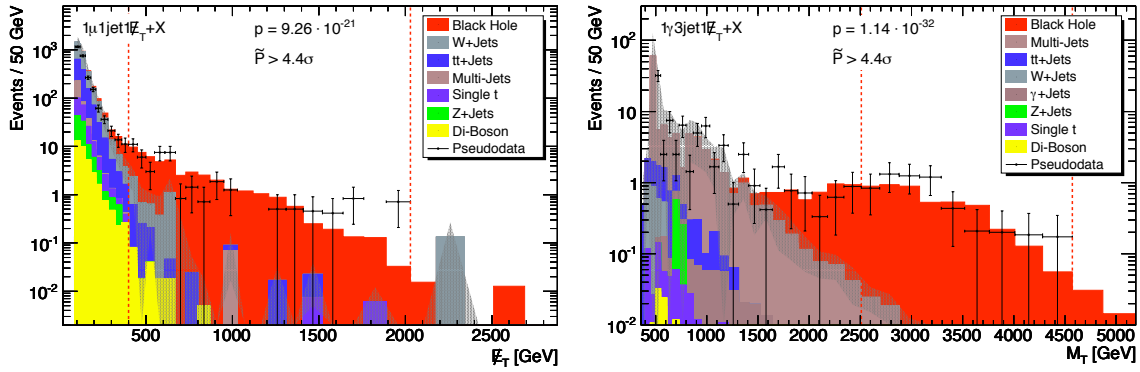 Events / 50 GeV
1μ1jet1E̸_T+X
p = 9.26 · 10^-21
P̃ > 4.4σ
Black Hole
W+Jets
tt+Jets
Multi-Jets
Single t
Z+Jets
Di-Boson
Pseudodata
10^3
10^2
10
1
10^-1
10^-2
500 1000 1500 2000 2500
E̸_T [GeV]
Events / 50 GeV
1γ3jet1E̸_T+X
p = 1.14 · 10^-32
P̃ > 4.4σ
Black Hole
Multi-Jets
tt+Jets
W+Jets
γ+Jets
Z+Jets
Single t
Di-Boson
Pseudodata
10^2
10
1
10^-1
10^-2
500 1000 1500 2000 2500 3000 3500 4000 4500 5000
M_T [GeV]